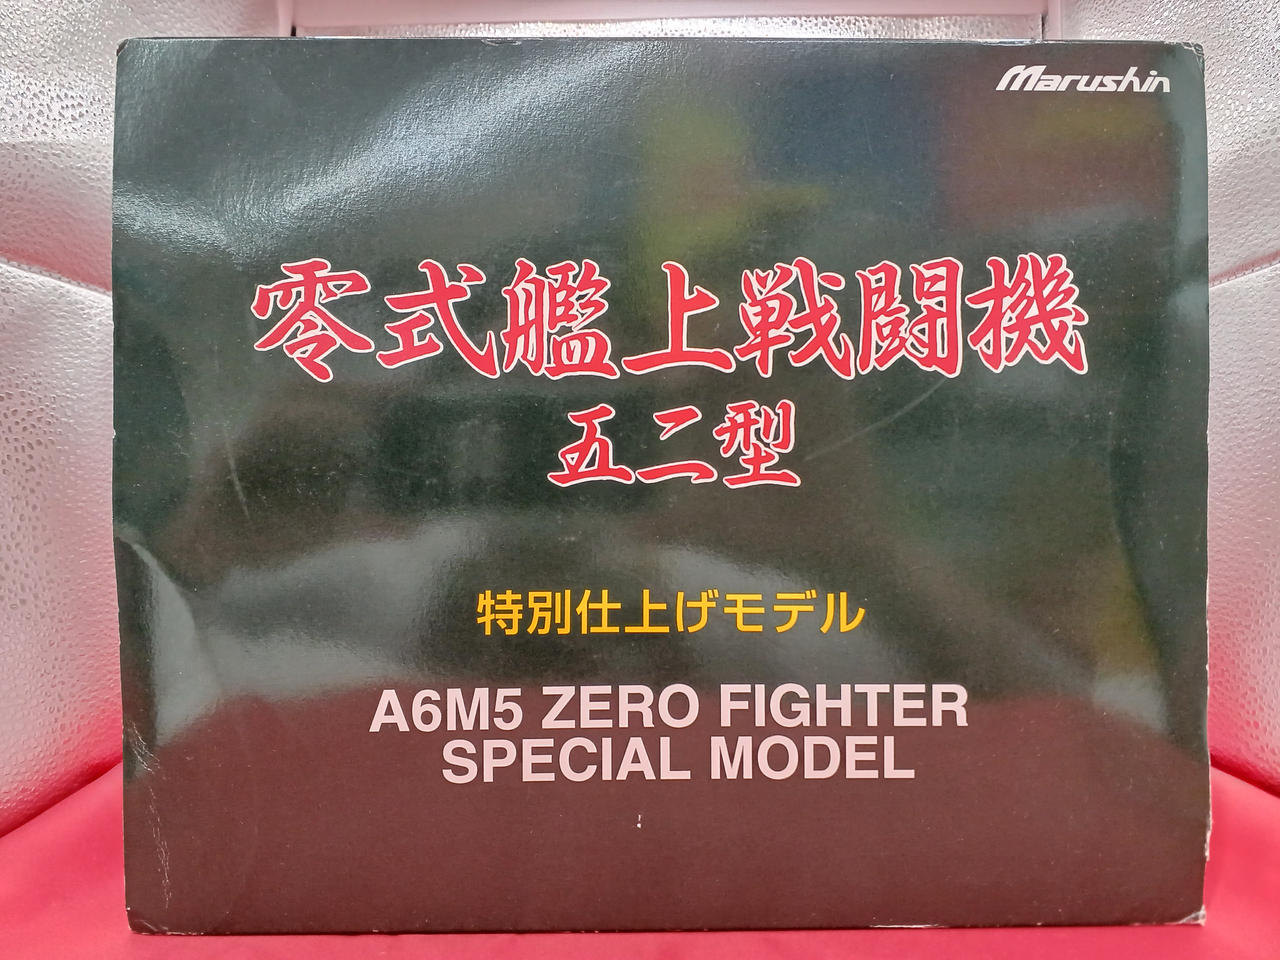 Marushin
零式艦上戦闘機
五二型
特別仕上げモデル
A6M5 ZERO FIGHTER
SPECIAL MODEL